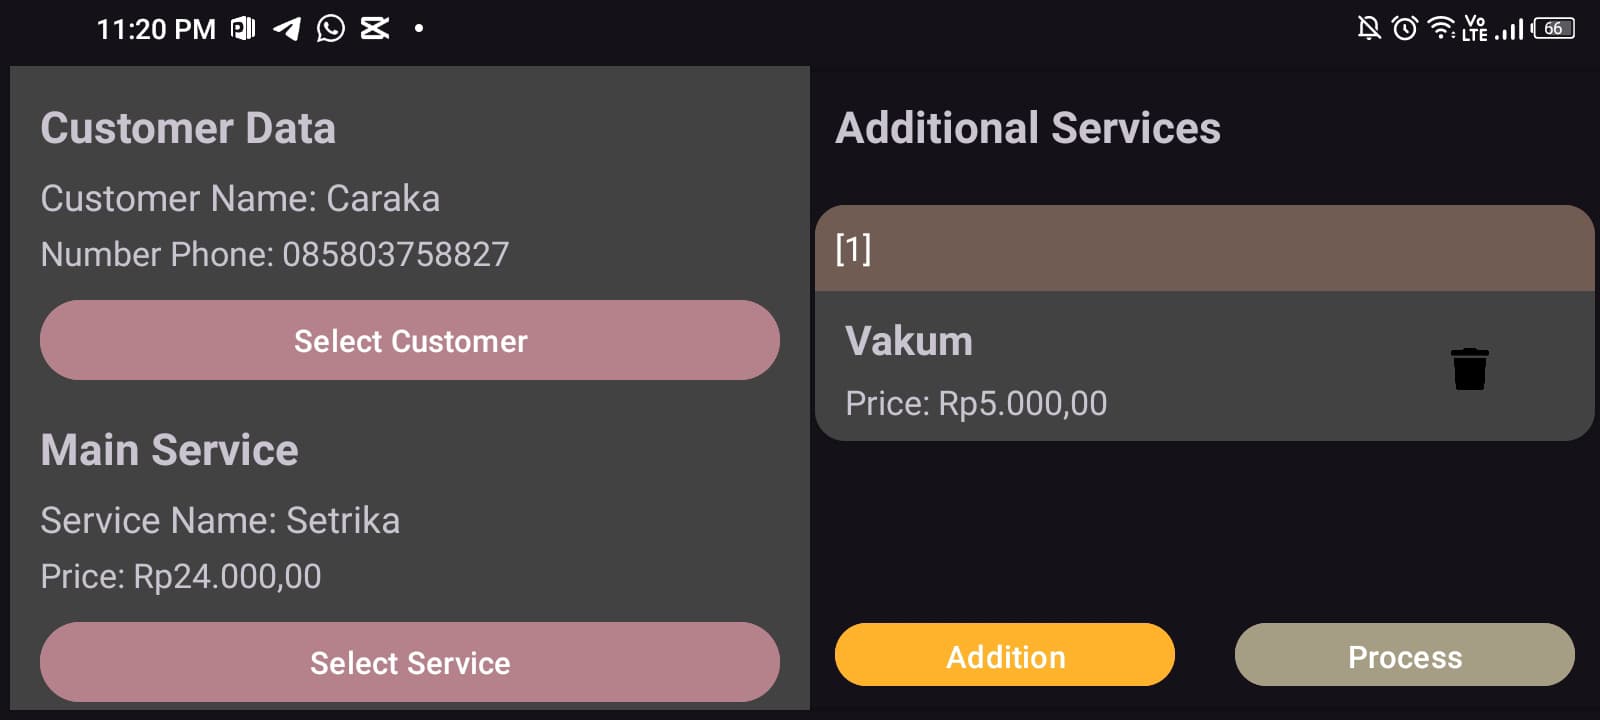 11:20 PM
Vo
LTE
66
Customer Data
Customer Name: Caraka
Number Phone: 085803758827
Select Customer
Main Service
Service Name: Setrika
Price: Rp24.000,00
Select Service
Additional Services
[1]
Vakum
Price: Rp5.000,00
Addition
Process